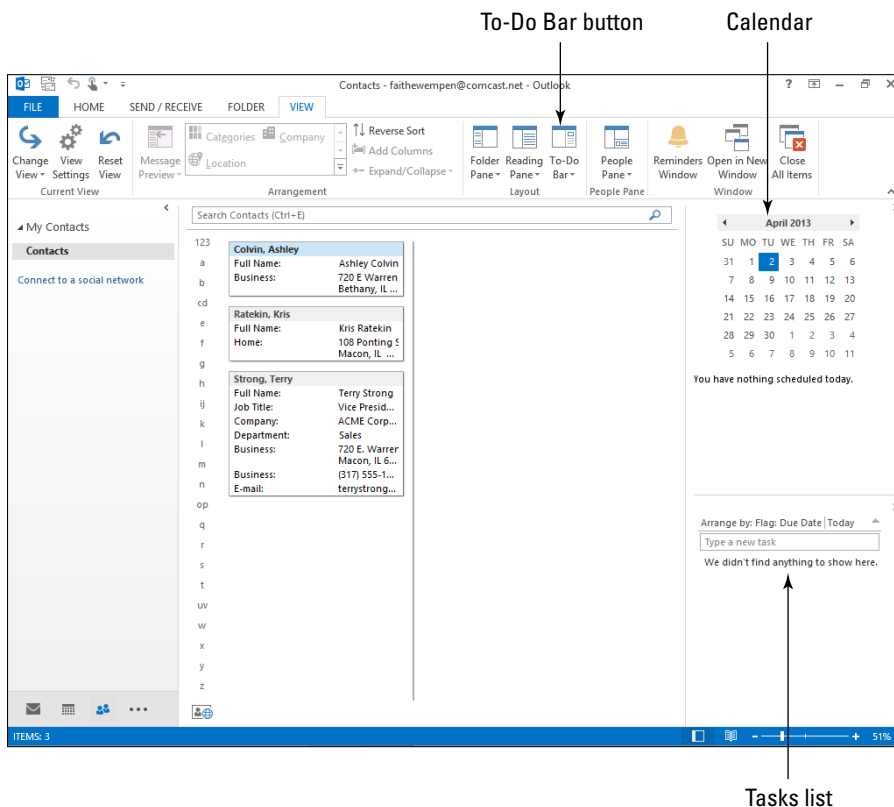 To-Do Bar button Calendar
Contacts - faithewempen@comcast.net - Outlook ?
FILE HOME SEND / RECEIVE FOLDER VIEW
Change View View Settings Reset View
Current View
Message Preview
Categories Company
Location
Reverse Sort
Add Columns
Expand/Collapse
Arrangement
Folder Pane Reading Pane To-Do Bar
Layout
People Pane
People Pane
Reminders Window Open in New Window Close All Items
Window
My Contacts
Contacts
Connect to a social network
Search Contacts (Ctrl+E)
123
a
b
cd
e
f
g
h
ij
k
l
m
n
op
q
r
s
t
uv
w
x
y
z
Colvin, Ashley
Full Name: Ashley Colvin
Business: 720 E Warren
Bethany, IL ...
Ratekin, Kris
Full Name: Kris Ratekin
Home: 108 Ponting S
Macon, IL ...
Strong, Terry
Full Name: Terry Strong
Job Title: Vice Presid...
Company: ACME Corp...
Department: Sales
Business: 720 E. Warren
Macon, IL 6...
Business: (317) 555-1...
E-mail: terrystrong...
April 2013
SU MO TU WE TH FR SA
31 1 2 3 4 5 6
7 8 9 10 11 12 13
14 15 16 17 18 19 20
21 22 23 24 25 26 27
28 29 30 1 2 3 4
5 6 7 8 9 10 11
You have nothing scheduled today.
Arrange by: Flag: Due Date Today
Type a new task
We didn't find anything to show here.
ITEMS: 3 51%
Tasks list